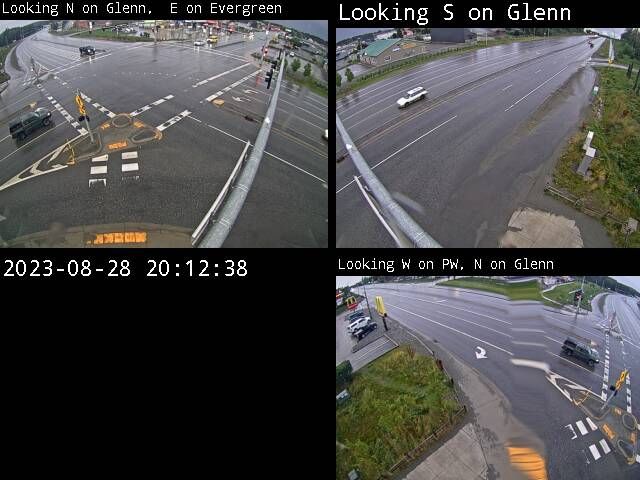 Looking N on Glenn, E on Evergreen
Looking S on Glenn
2023-08-28 20:12:38
Looking W on PW, N on Glenn